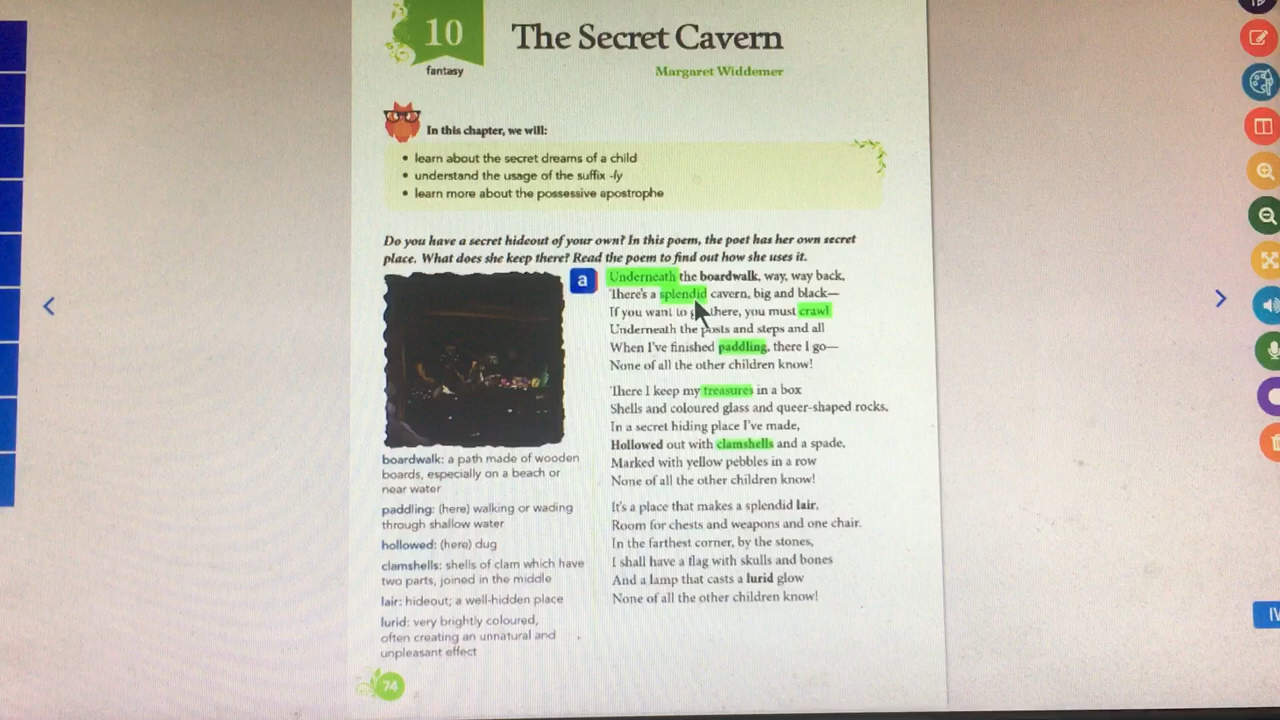 10
The Secret Cavern
fantasy
Margaret Widdemer
In this chapter, we will:
• learn about the secret dreams of a child
• understand the usage of the suffix -ly
• learn more about the possessive apostrophe
Do you have a secret hideout of your own? In this poem, the poet has her own secret
place. What does she keep there? Read the poem to find out how she uses it.
a
Underneath the boardwalk, way, way back,
There's a splendid cavern, big and black—
If you want to there, you must crawl
Underneath the posts and steps and all
When I've finished paddling, there I go—
None of all the other children know!
There I keep my treasures in a box
Shells and coloured glass and queer-shaped rocks,
In a secret hiding place I've made,
Hollowed out with clamshells and a spade,
Marked with yellow pebbles in a row
None of all the other children know!
It's a place that makes a splendid lair,
Room for chests and weapons and one chair.
In the farthest corner, by the stones,
I shall have a flag with skulls and bones
And a lamp that casts a lurid glow
None of all the other children know!
boardwalk: a path made of wooden
boards, especially on a beach or
near water
paddling: (here) walking or wading
through shallow water
hollowed: (here) dug
clamshells: shells of clam which have
two parts, joined in the middle
lair: hideout; a well-hidden place
lurid: very brightly coloured,
often creating an unnatural and
unpleasant effect
74